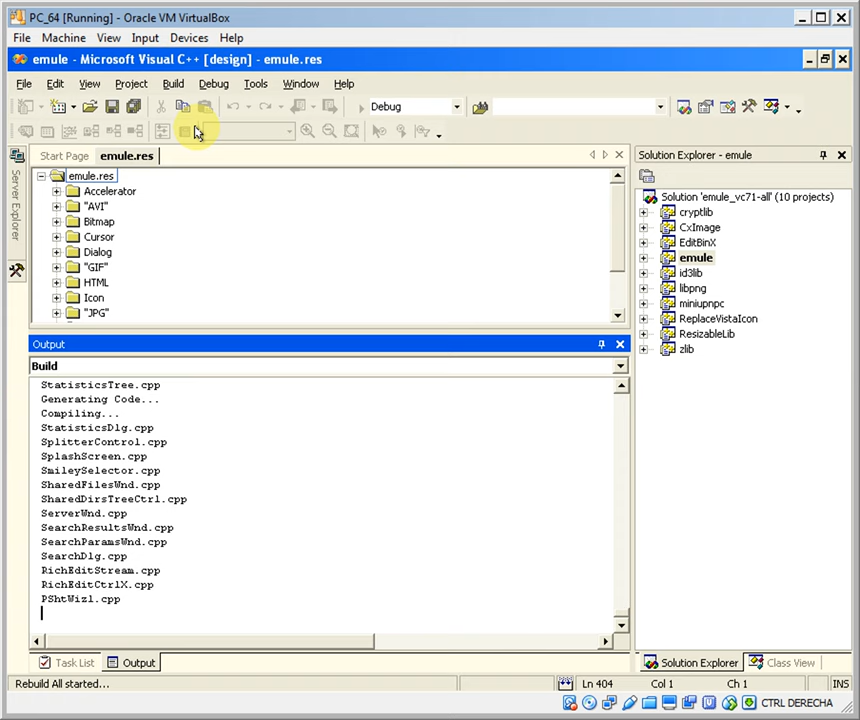 PC_64 [Running] - Oracle VM VirtualBox
File Machine View Input Devices Help
emule - Microsoft Visual C++ [design] - emule.res
File Edit View Project Build Debug Tools Window Help
Debug
Start Page emule.res
Server Explorer
emule.res
Accelerator
"AVI"
Bitmap
Cursor
Dialog
"GIF"
HTML
Icon
"JPG"
Output
Build
StatisticsTree.cpp
Generating Code...
Compiling...
StatisticsDlg.cpp
SplitterControl.cpp
SplashScreen.cpp
SmileySelector.cpp
SharedFilesWnd.cpp
SharedDirsTreeCtrl.cpp
ServerWnd.cpp
SearchResultsWnd.cpp
SearchParamsWnd.cpp
SearchDlg.cpp
RichEditStream.cpp
RichEditCtrlX.cpp
PShtWiz1.cpp
Task List Output
Solution Explorer - emule
Solution 'emule_vc71-all' (10 projects)
cryptlib
CxImage
EditBinX
emule
id3lib
libpng
miniupnpc
ReplaceVistaIcon
ResizableLib
zlib
Solution Explorer Class View
Rebuild All started... Ln 404 Col 1 Ch 1 INS
CTRL DERECHA